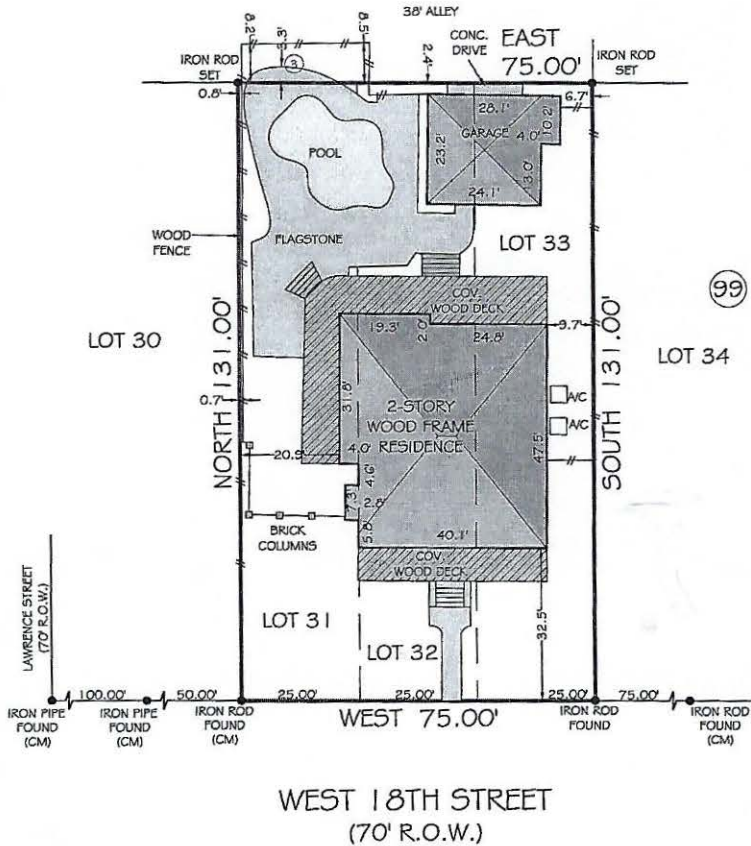 38' ALLEY
8.2'
3.3'
8.5'
2.4'
CONC.
DRIVE
EAST
75.00'
IRON ROD
SET
3
IRON ROD
SET
0.8'
6.7'
28.1'
GARAGE
4.0'
10.2'
23.2'
13.0'
24.1'
POOL
WOOD
FENCE
FLAGSTONE
LOT 33
99
COV.
WOOD DECK
19.3'
2.0'
24.8'
9.7'
LOT 30
LOT 34
NORTH 131.00'
SOUTH 131.00'
0.7'
31.8'
2-STORY
WOOD FRAME
RESIDENCE
A/C
A/C
20.9'
4.0'
4.6'
47.5'
7.3'
2.8'
5.8'
40.1'
BRICK
COLUMNS
COV.
WOOD DECK
LAWRENCE STREET
(70' R.O.W.)
LOT 31
LOT 32
32.5'
100.00'
50.00'
25.00'
25.00'
25.00'
75.00'
WEST 75.00'
IRON PIPE
FOUND
(CM)
IRON PIPE
FOUND
(CM)
IRON ROD
FOUND
(CM)
IRON ROD
FOUND
IRON ROD
FOUND
(CM)
WEST 18TH STREET
(70' R.O.W.)